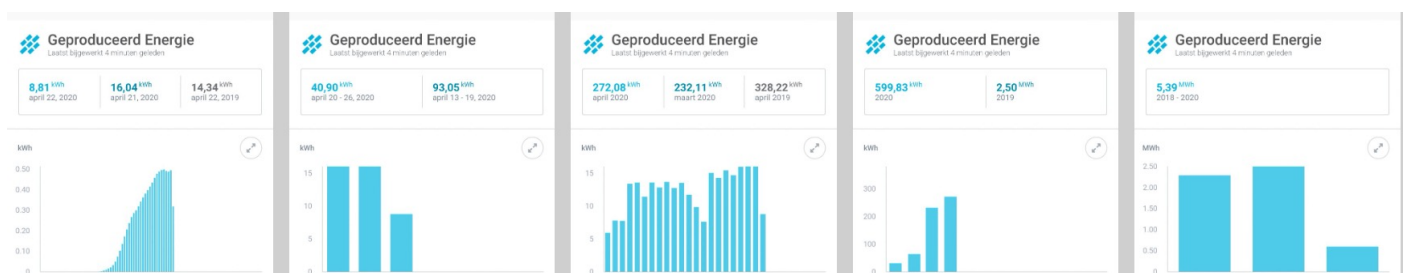 Geproduceerd Energie
Laatst bijgewerkt 4 minuten geleden
8,81 kWh
april 22, 2020
16,04 kWh
april 21, 2020
14,34 kWh
april 22, 2019
kWh
0.50
0.40
0.30
0.20
0.10
0
Geproduceerd Energie
Laatst bijgewerkt 4 minuten geleden
40,90 kWh
april 20 - 26, 2020
93,05 kWh
april 13 - 19, 2020
kWh
15
10
5
0
Geproduceerd Energie
Laatst bijgewerkt 4 minuten geleden
272,08 kWh
april 2020
232,11 kWh
maart 2020
328,22 kWh
april 2019
kWh
15
10
5
0
Geproduceerd Energie
Laatst bijgewerkt 4 minuten geleden
599,83 kWh
2020
2,50 MWh
2019
kWh
300
200
100
0
Geproduceerd Energie
Laatst bijgewerkt 4 minuten geleden
5,39 MWh
2018 - 2020
MWh
2.50
2.00
1.50
1.00
0.50
0